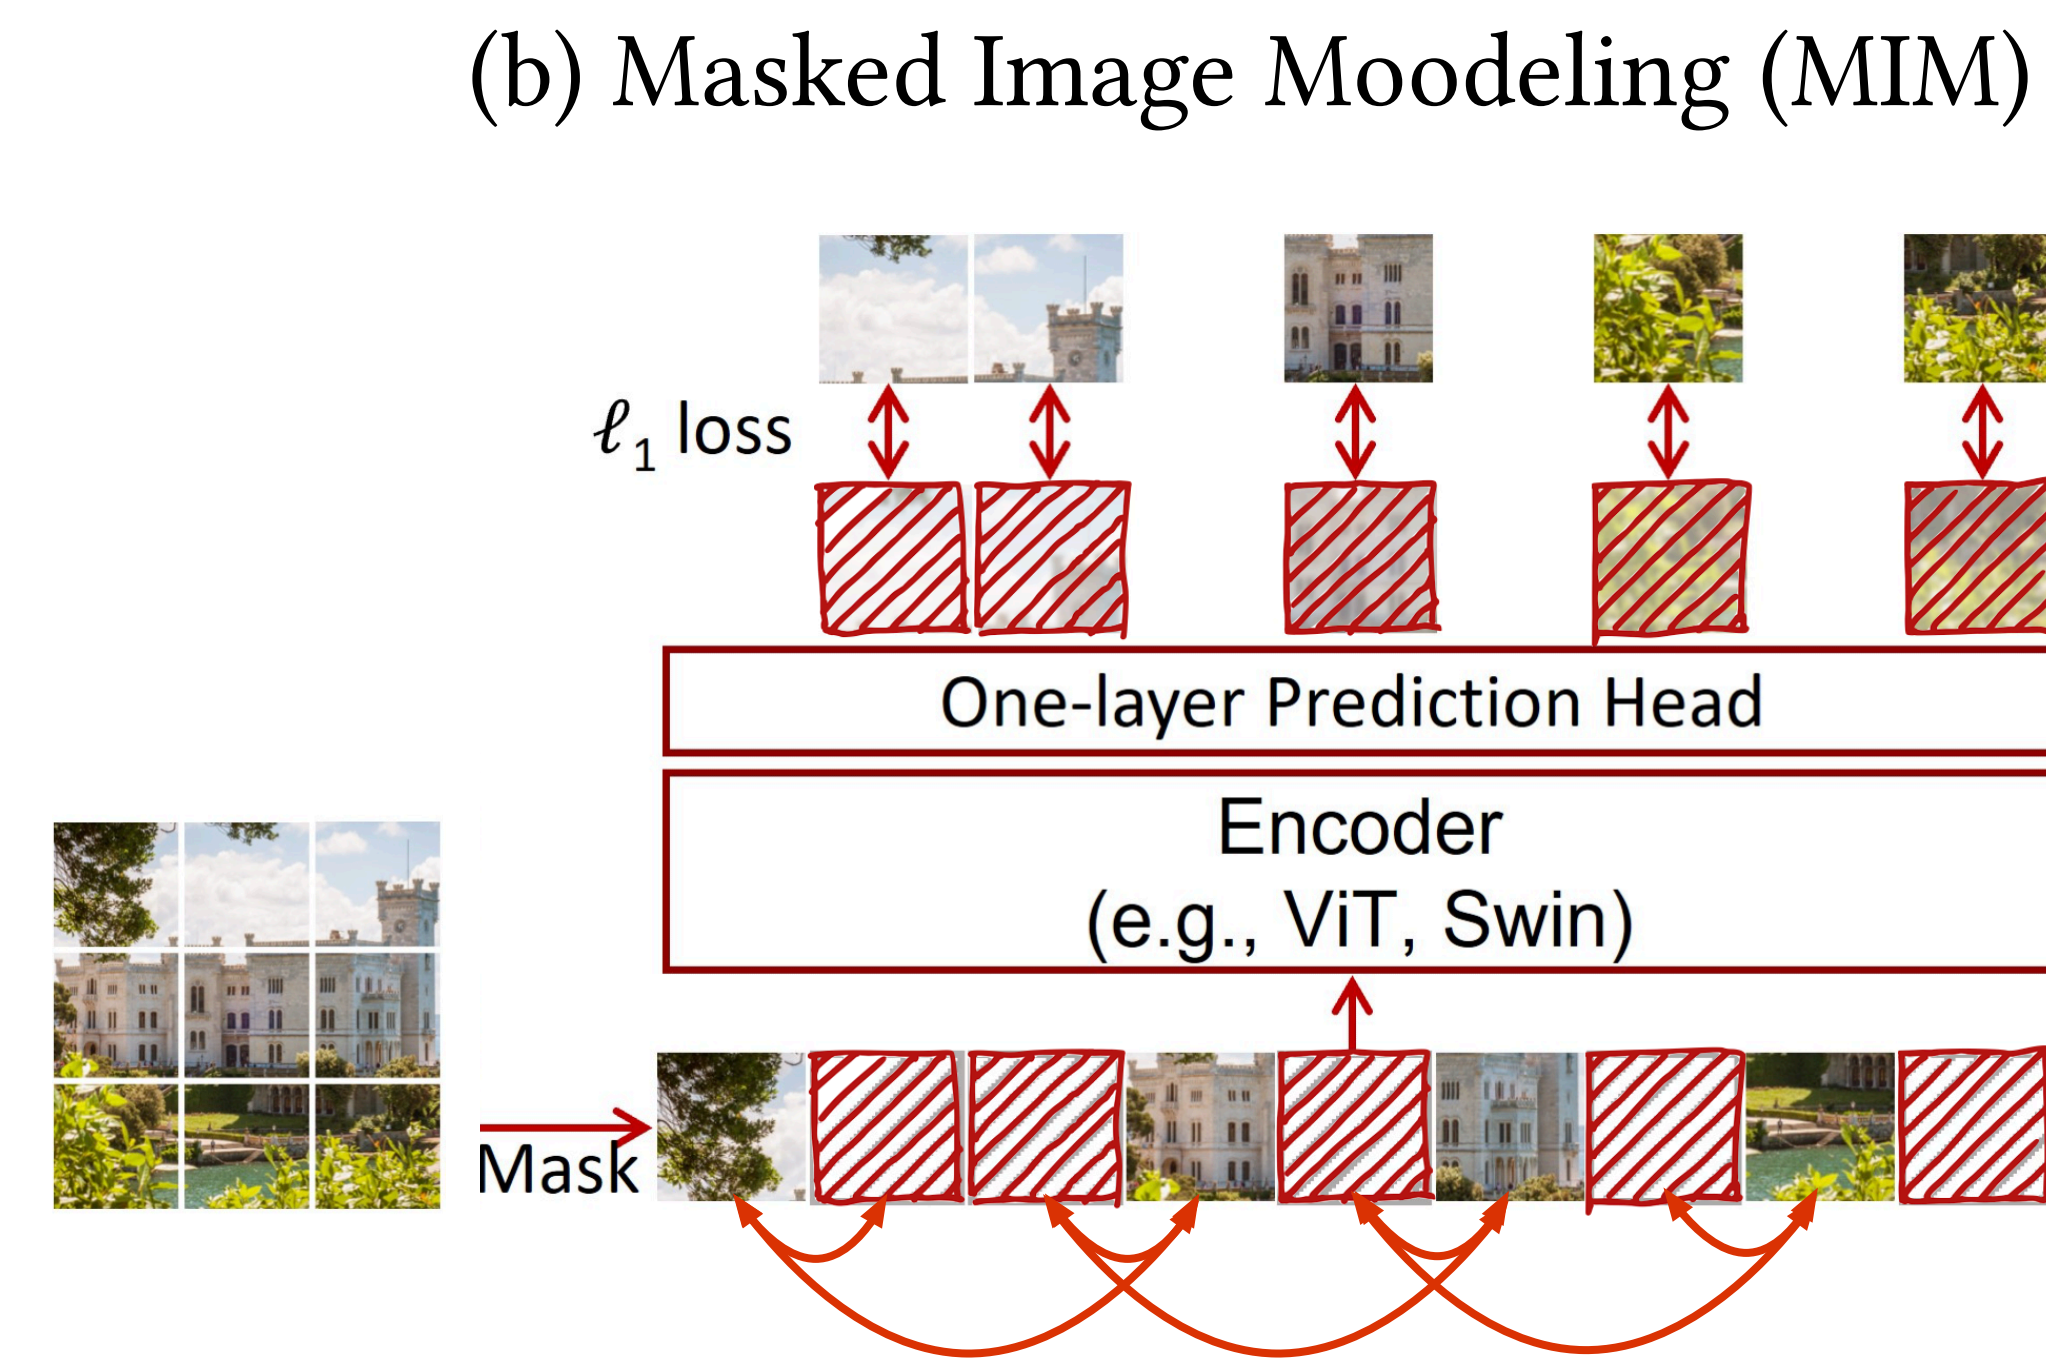 (b) Masked Image Moodeling (MIM)
ℓ₁ loss
One-layer Prediction Head
Encoder
(e.g., ViT, Swin)
Mask